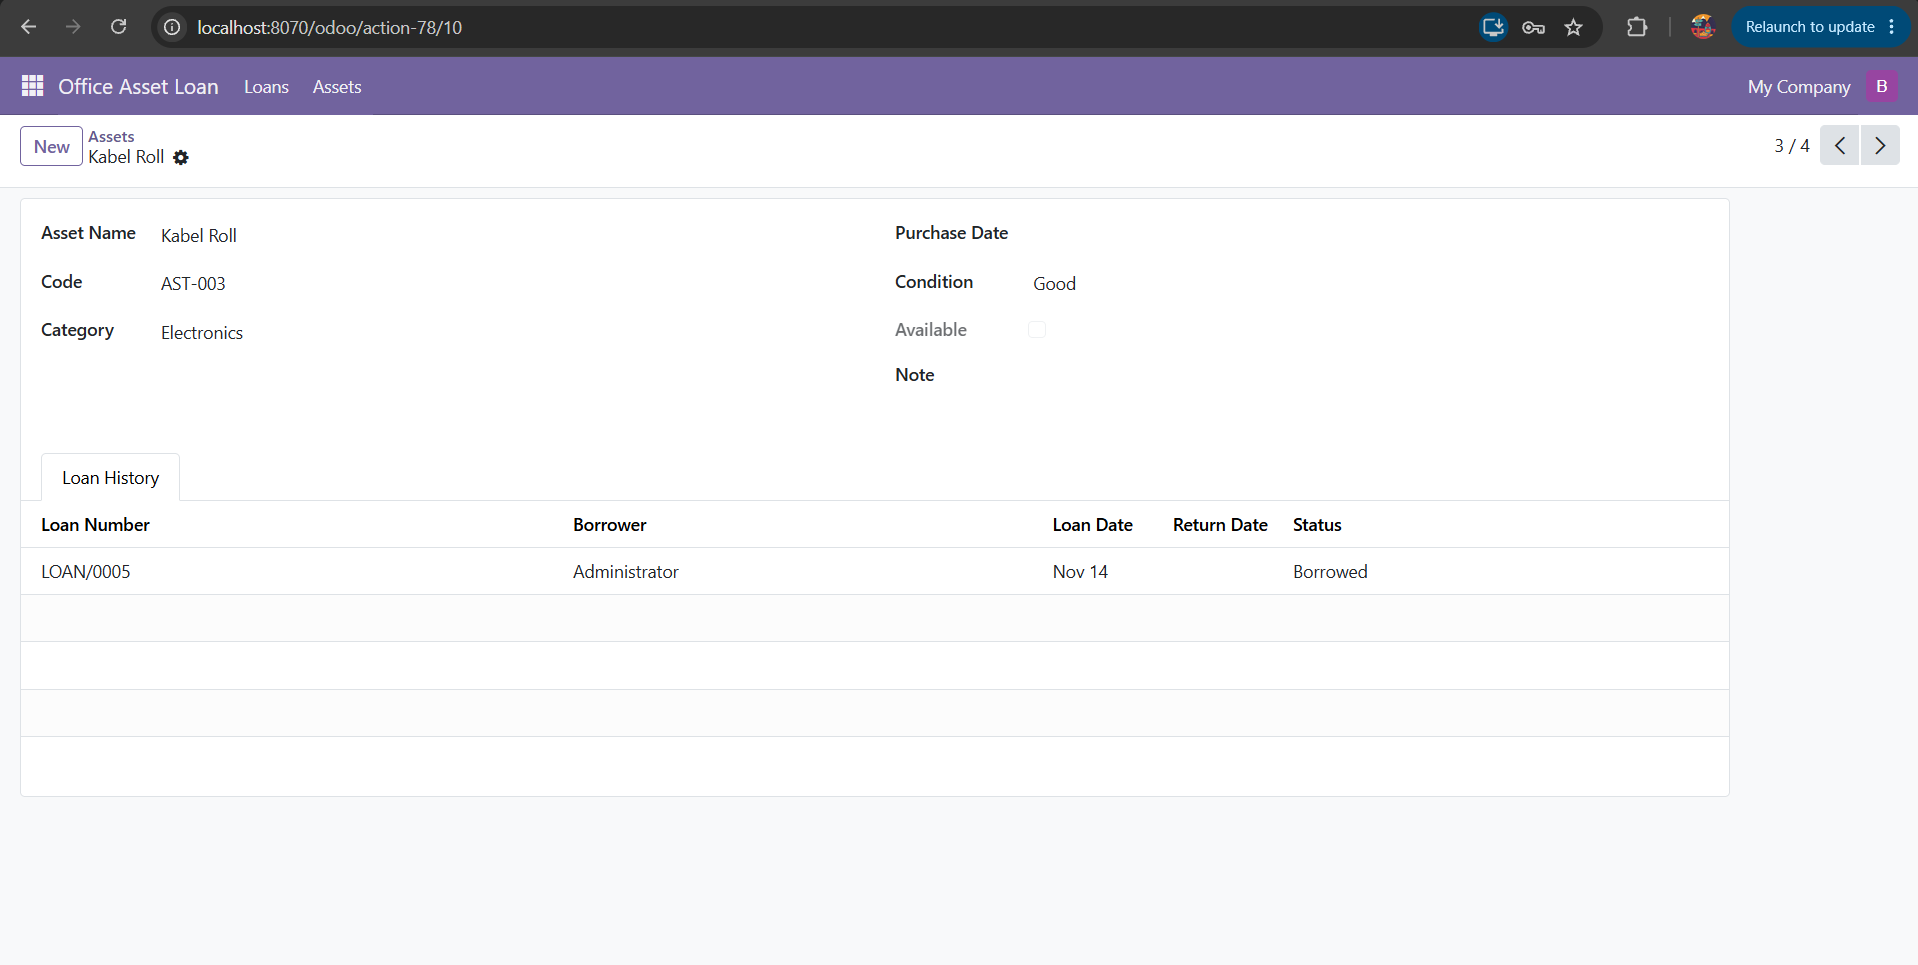 localhost:8070/odoo/action-78/10
Relaunch to update
Office Asset Loan Loans Assets My Company B
New Assets
Kabel Roll
3 / 4
Asset Name Kabel Roll Purchase Date
Code AST-003 Condition Good
Category Electronics Available
Note
Loan History
Loan Number Borrower Loan Date Return Date Status
LOAN/0005 Administrator Nov 14 Borrowed